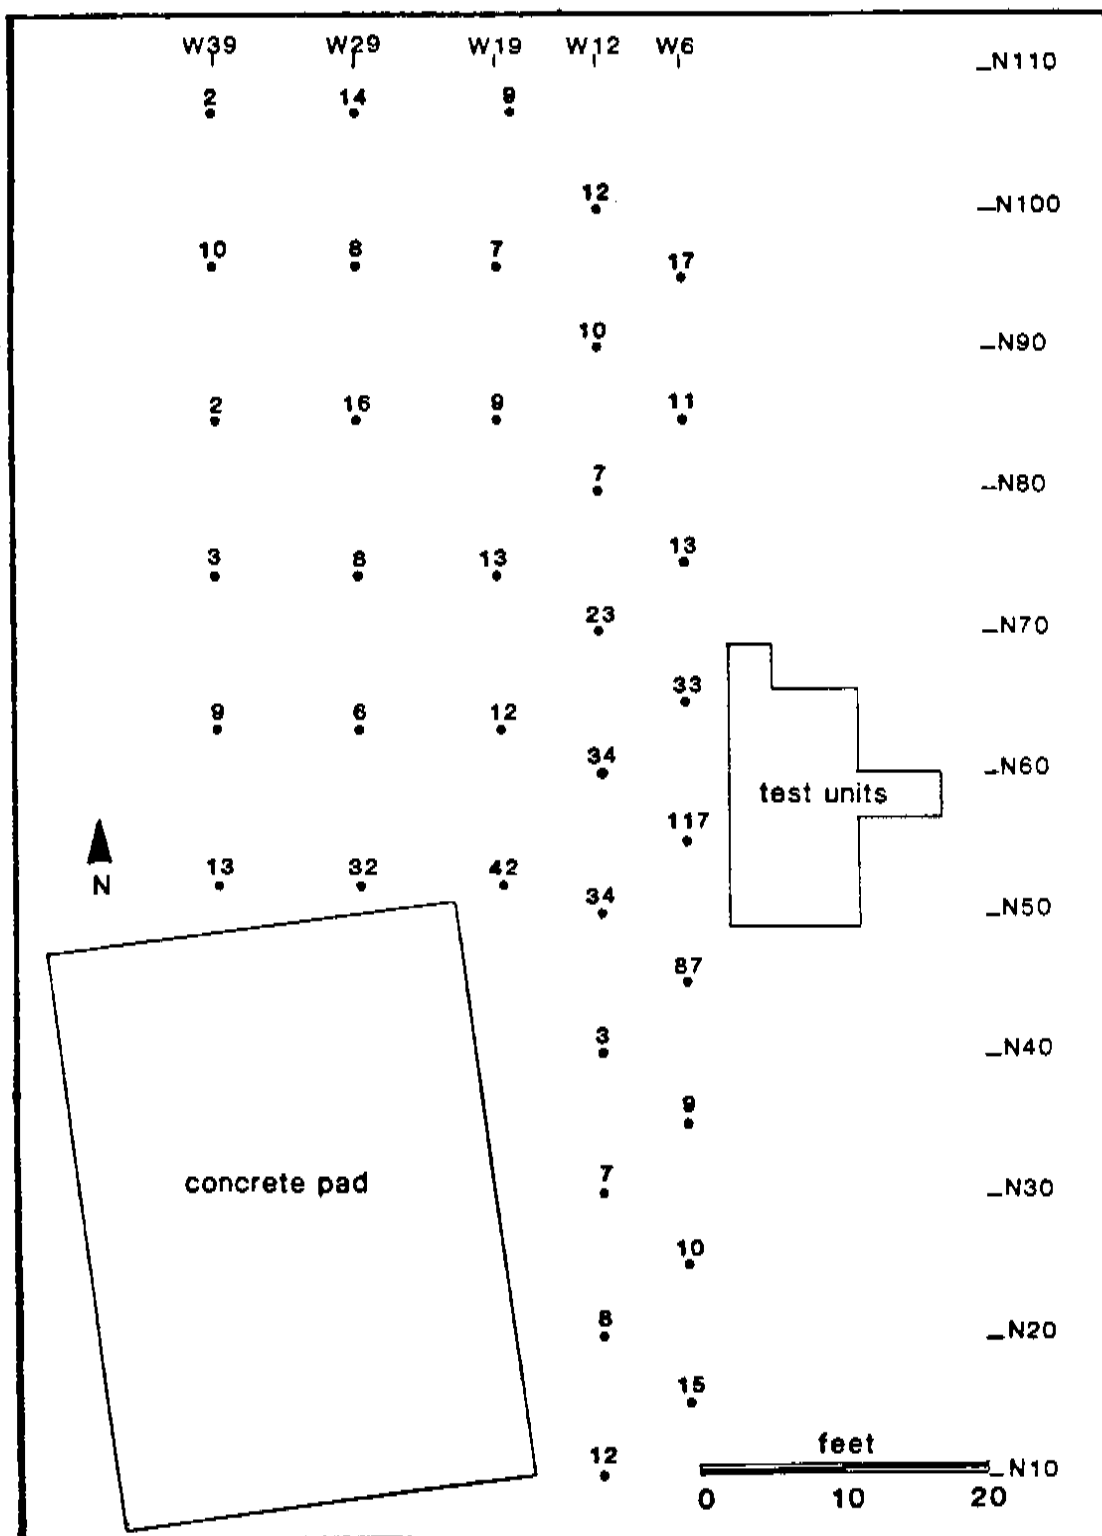 W39 W29 W19 W12 W6
N110
2 14 9
12
N100
10 8 7
17
10
N90
2 16 9 11
7
N80
3 8 13 13
23
N70
33
9 6 12
34
N60
test units
117
13 32 42
N
34
N50
87
3
N40
9
7
concrete pad
N30
10
8
N20
15
feet
12
N10
0 10 20